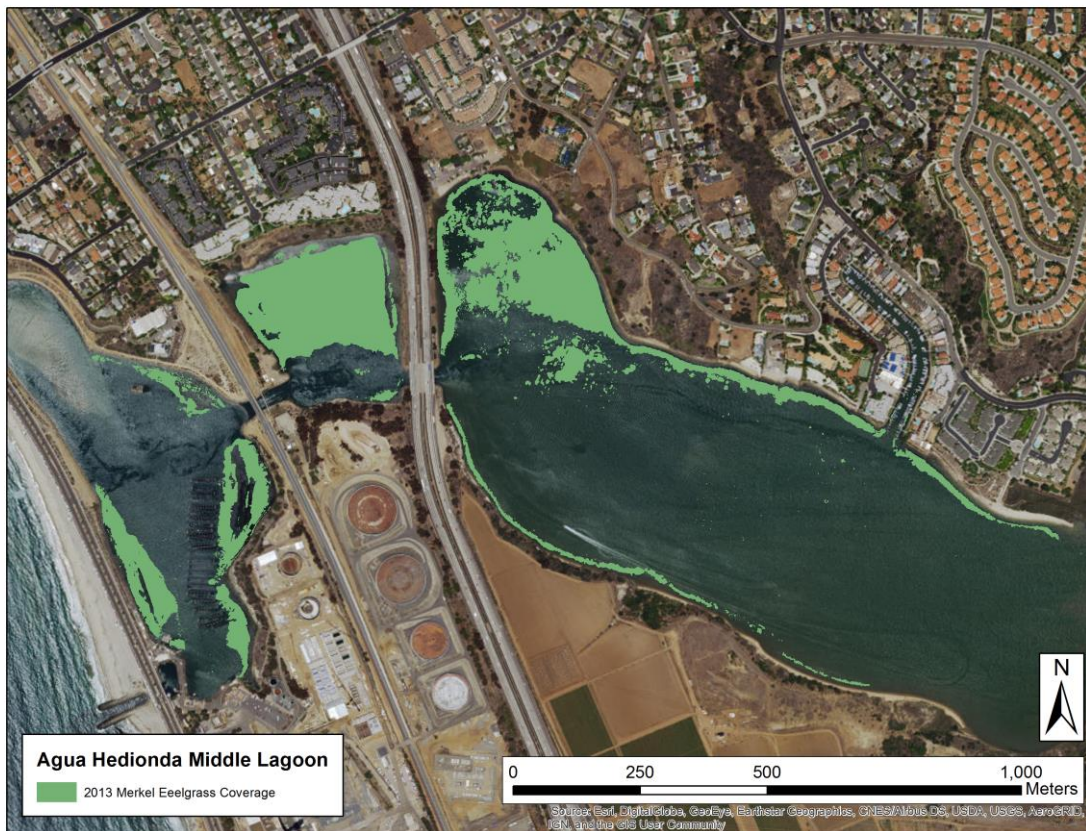 N
Agua Hedionda Middle Lagoon
2013 Merkel Eeelgrass Coverage
0 250 500 1,000
Meters
Source: Esri, DigitalGlobe, GeoEye, Earthstar Geographics, CNES/Airbus DS, USDA, USGS, AeroGRID,
IGN, and the GIS User Community